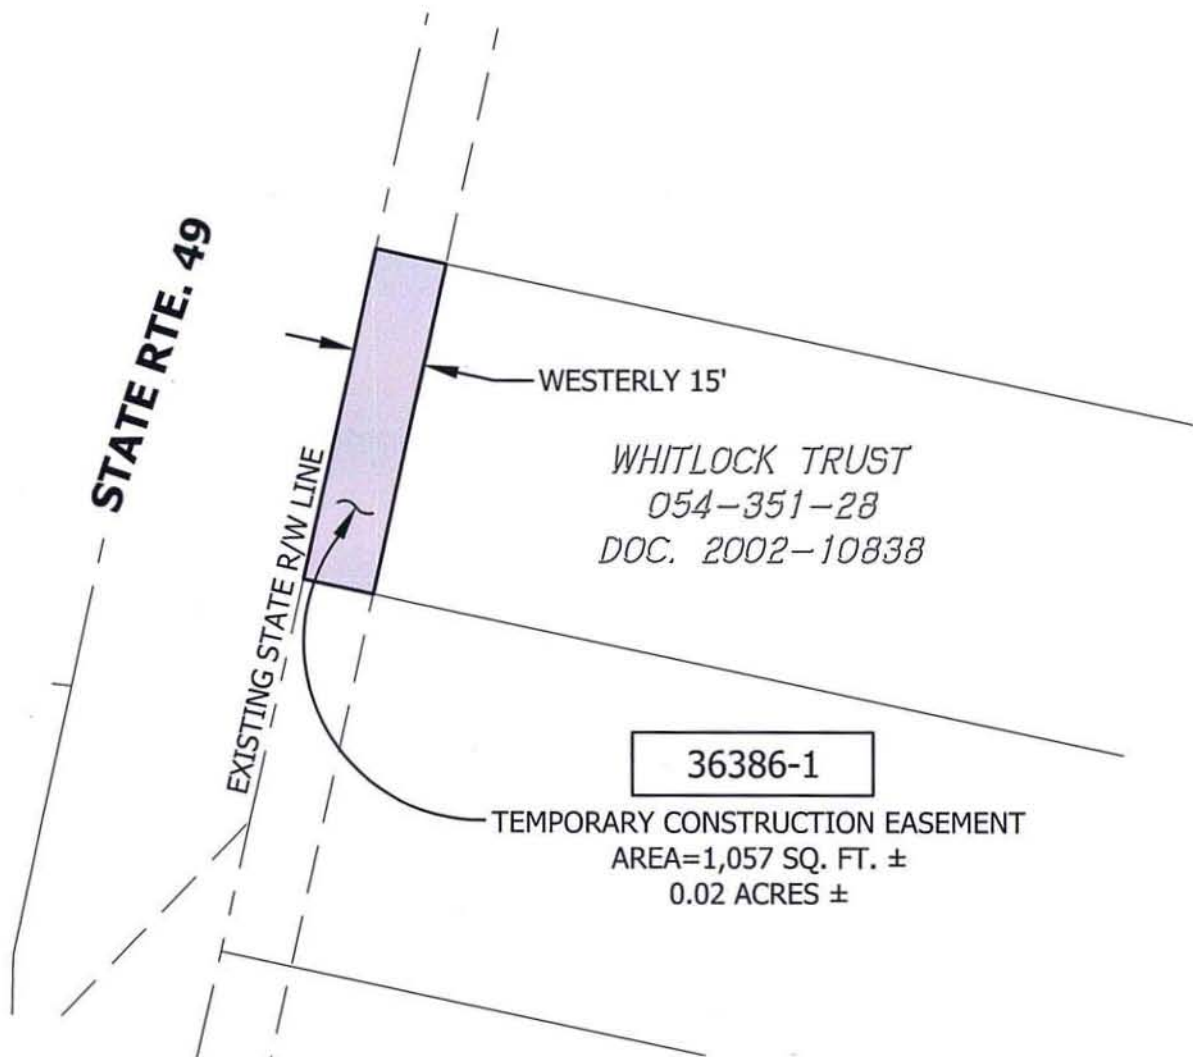 STATE RTE. 49
WESTERLY 15'
EXISTING STATE R/W LINE
WHITLOCK TRUST
054-351-28
DOC. 2002-10838
36386-1
TEMPORARY CONSTRUCTION EASEMENT
AREA=1,057 SQ. FT. ±
0.02 ACRES ±